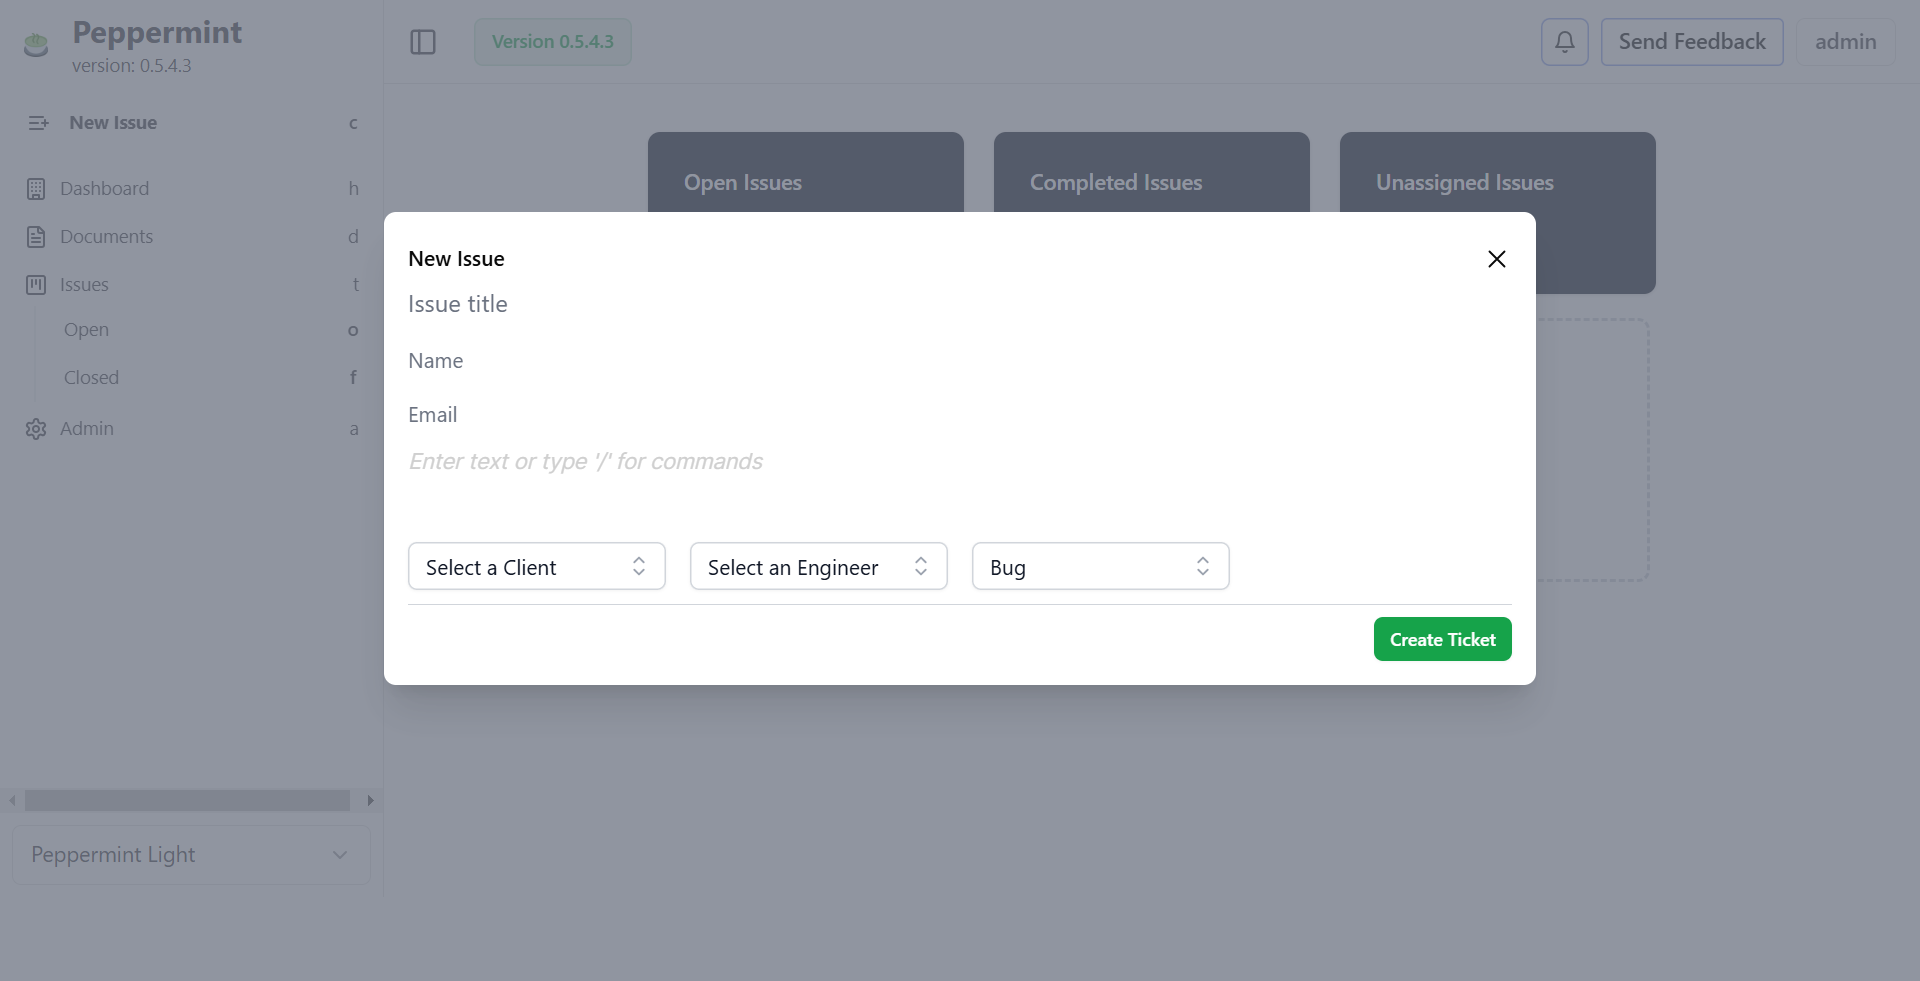 Peppermint
version: 0.5.4.3
New Issue c
Dashboard h
Documents d
Issues t
Open o
Closed f
Admin a
Peppermint Light
Version 0.5.4.3
Send Feedback
admin
Open Issues
Completed Issues
Unassigned Issues
New Issue
Issue title
Name
Email
Enter text or type '/' for commands
Select a Client
Select an Engineer
Bug
Create Ticket